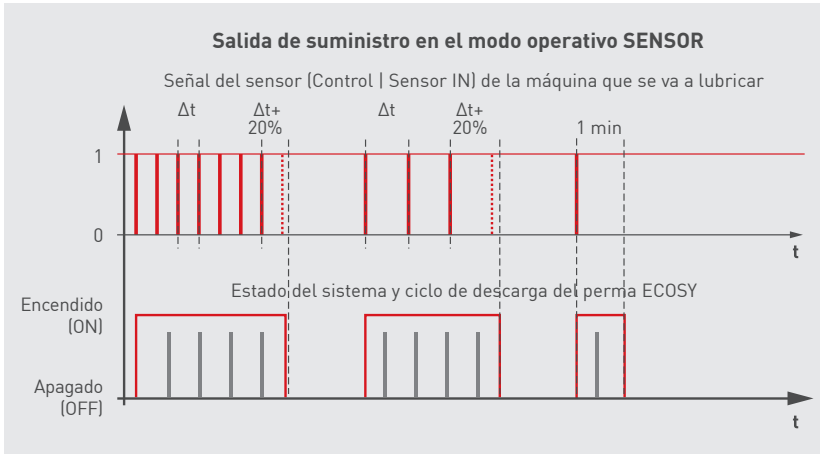 Salida de suministro en el modo operativo SENSOR
Señal del sensor (Control | Sensor IN) de la máquina que se va a lubricar
Δt
Δt+
20%
Δt
Δt+
20%
1 min
1
0
t
Estado del sistema y ciclo de descarga del perma ECOSY
Encendido
(ON)
Apagado
(OFF)
t